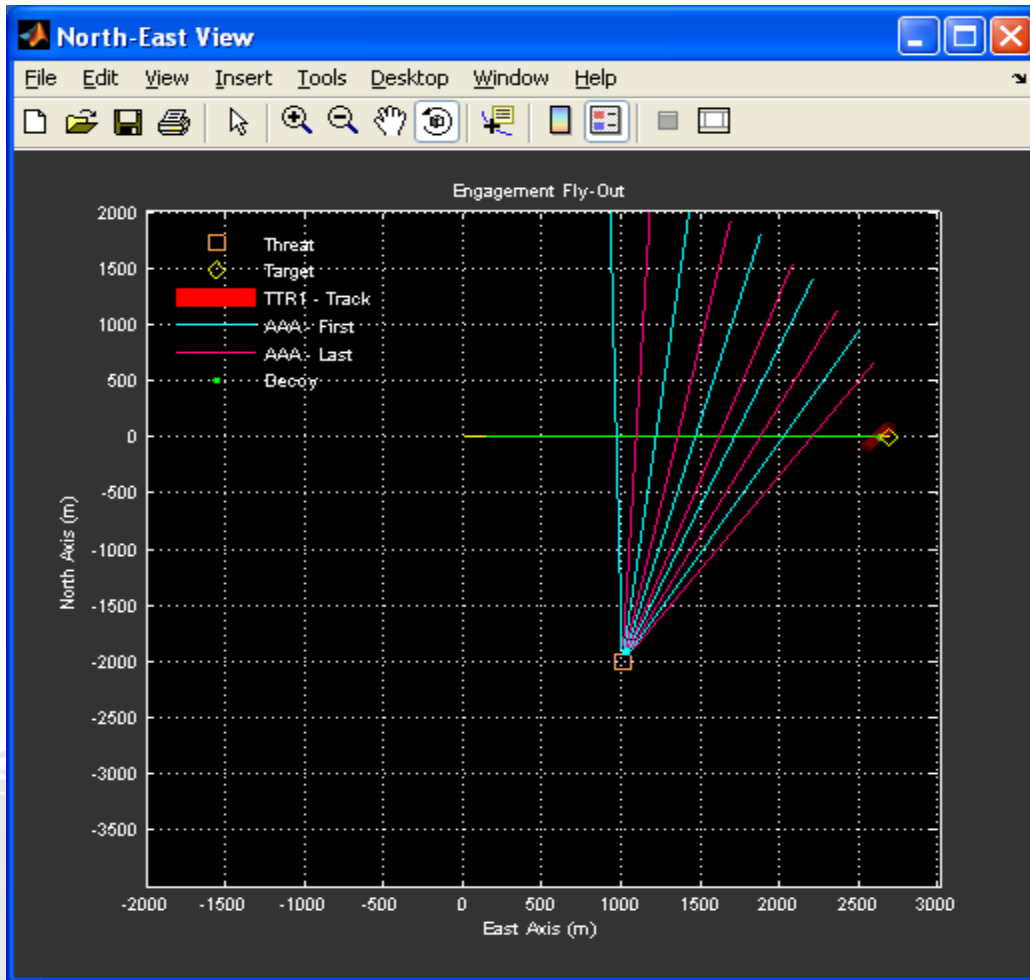 North-East View
File Edit View Insert Tools Desktop Window Help
Engagement Fly-Out
2000
1500
1000
500
0
-500
-1000
-1500
-2000
-2500
-3000
-3500
North Axis (m)
Threat
Target
TTR1 - Track
AAA - First
AAA - Last
Decoy
-2000 -1500 -1000 -500 0 500 1000 1500 2000 2500 3000
East Axis (m)